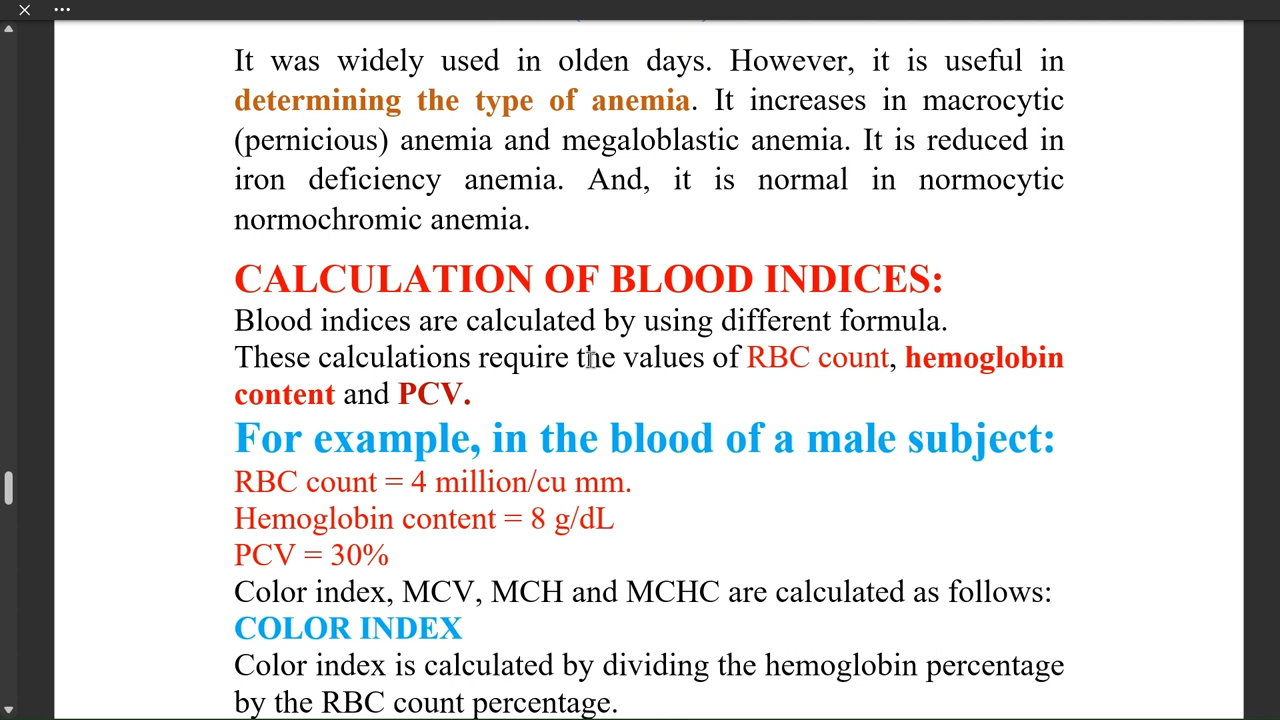 It was widely used in olden days. However, it is useful in
determining the type of anemia. It increases in macrocytic
(pernicious) anemia and megaloblastic anemia. It is reduced in
iron deficiency anemia. And, it is normal in normocytic
normochromic anemia.
CALCULATION OF BLOOD INDICES:
Blood indices are calculated by using different formula.
These calculations require the values of RBC count, hemoglobin
content and PCV.
For example, in the blood of a male subject:
RBC count = 4 million/cu mm.
Hemoglobin content = 8 g/dL
PCV = 30%
Color index, MCV, MCH and MCHC are calculated as follows:
COLOR INDEX
Color index is calculated by dividing the hemoglobin percentage
by the RBC count percentage.